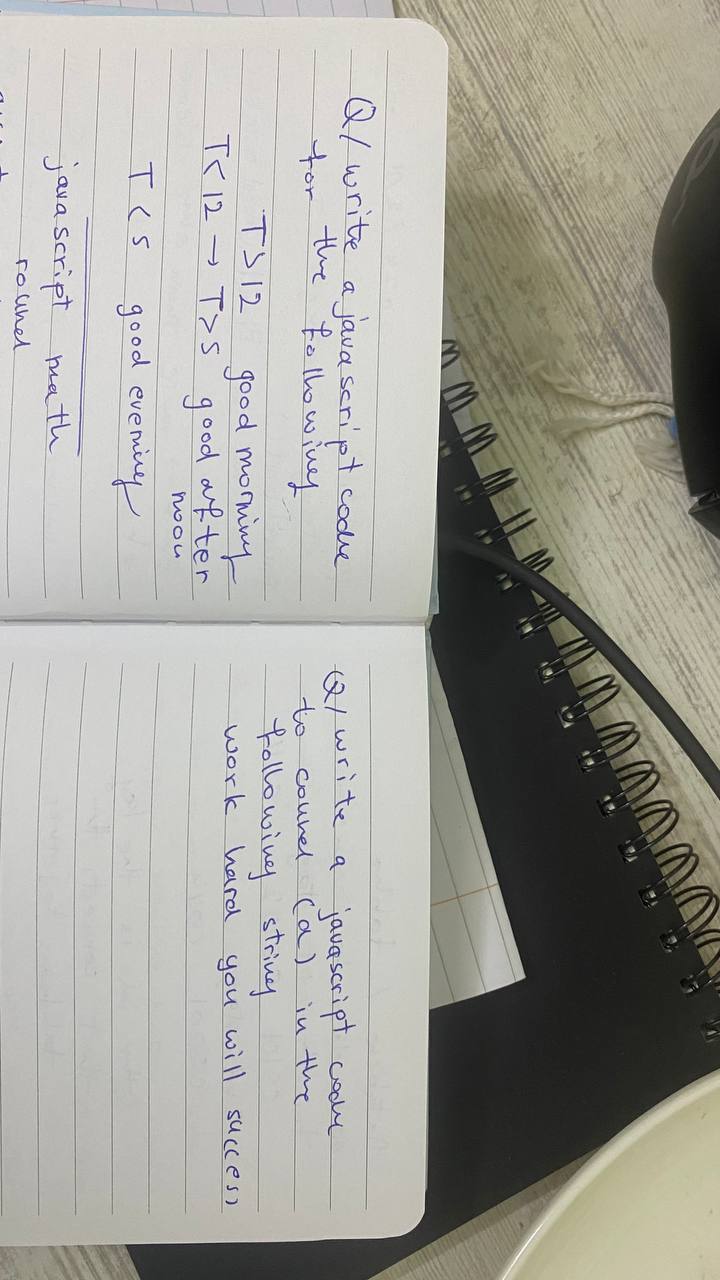 Q/ write a javascript code
for the following
T>12 good morning
T<12 → T>5 good after
noon
T<5 good evening
javascript math
round
Q/ write a javascript code
to count (a) in the
following string
work hard you will success